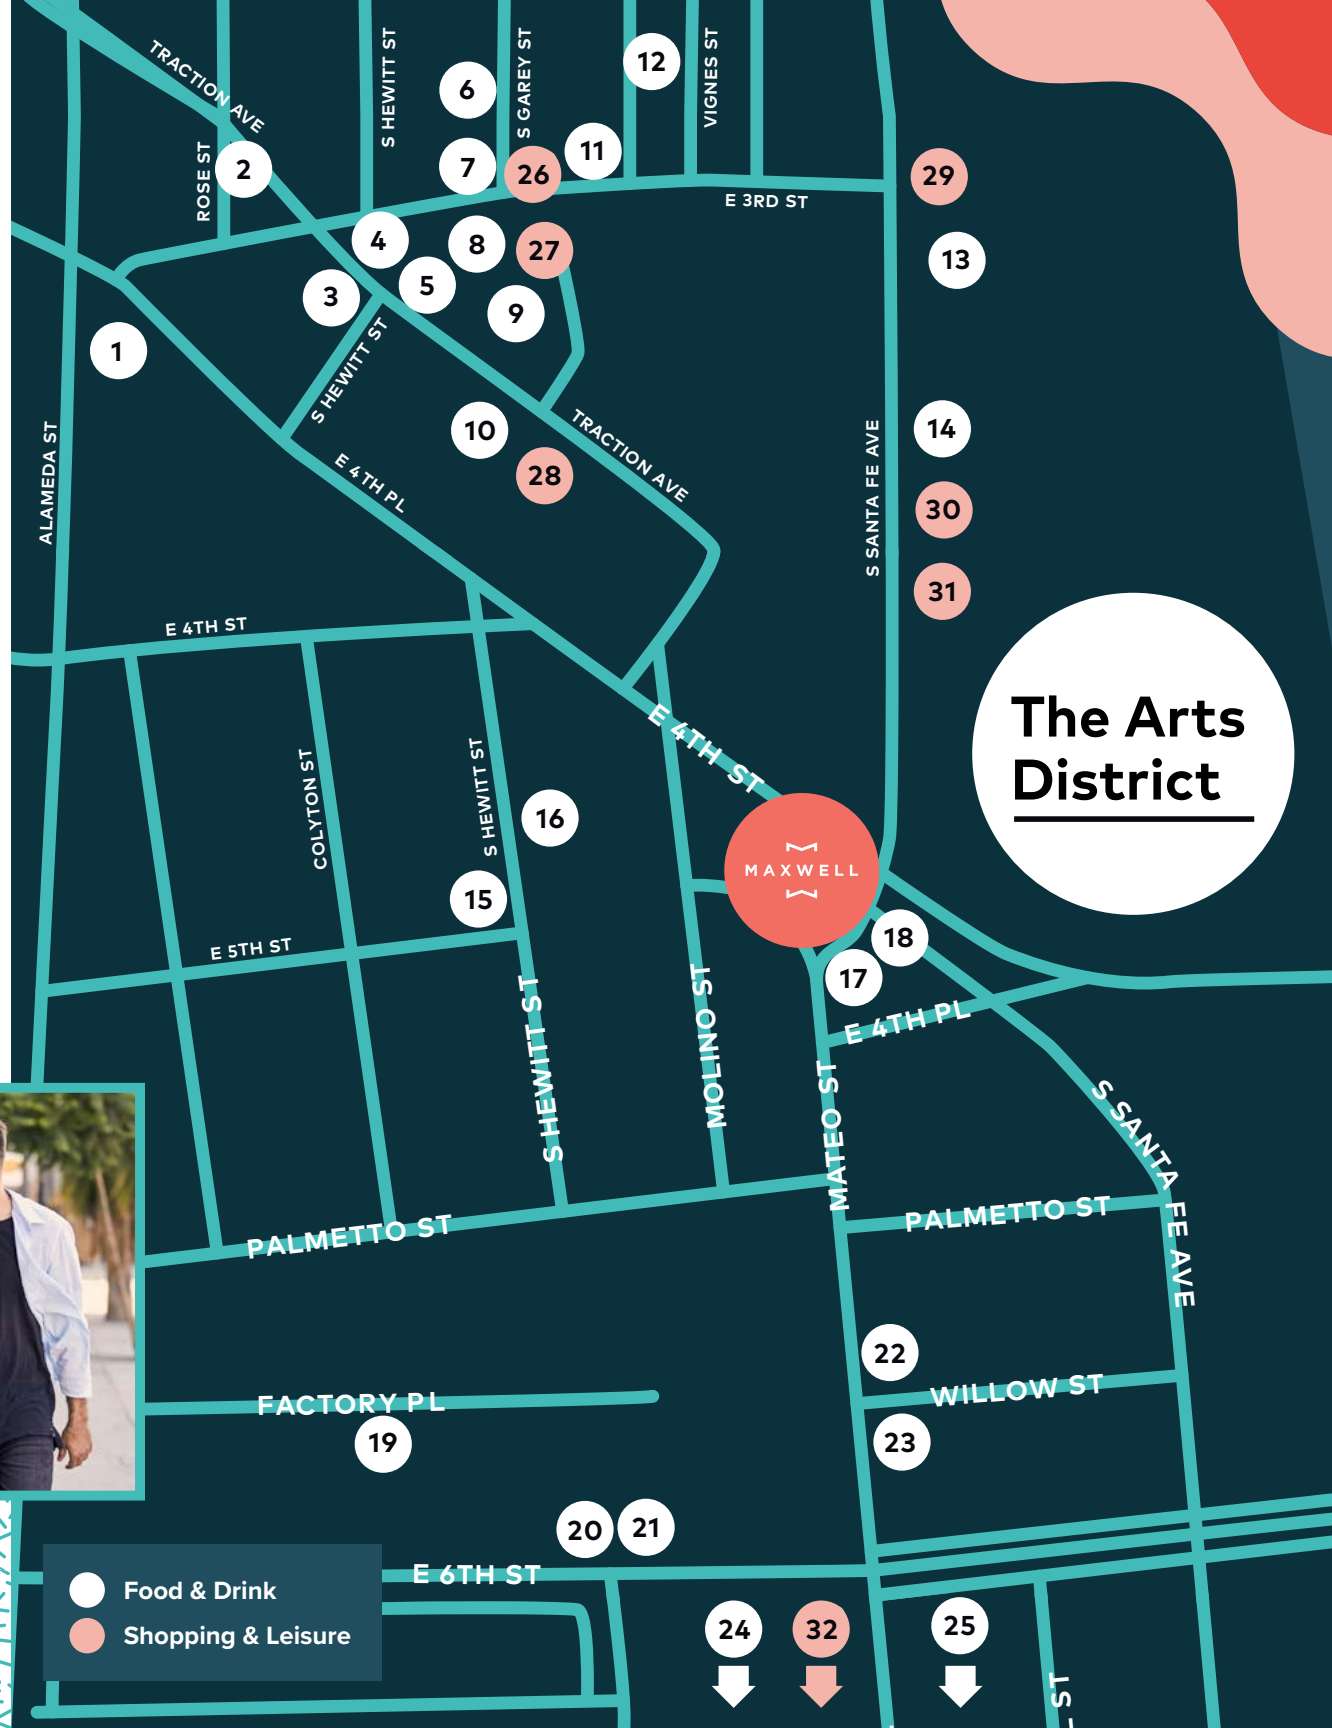 TRACTION AVE
S HEWITT ST
S GAREY ST
VIGNES ST
6
12
ROSE ST
2
7
26
11
29
E 3RD ST
4
8
27
13
3
5
9
1
S HEWITT ST
10
28
TRACTION AVE
14
ALAMEDA ST
E 4TH PL
S SANTA FE AVE
30
31
E 4TH ST
The Arts
District
E 4TH ST
COLYTON ST
S HEWITT ST
16
MAXWELL
15
E 5TH ST
18
17
S HEWITT ST
MOLINO ST
E 4TH PL
MATEO ST
S SANTA FE AVE
PALMETTO ST
PALMETTO ST
22
WILLOW ST
FACTORY PL
19
23
20
21
E 6TH ST
Food & Drink
Shopping & Leisure
24
32
25
ST